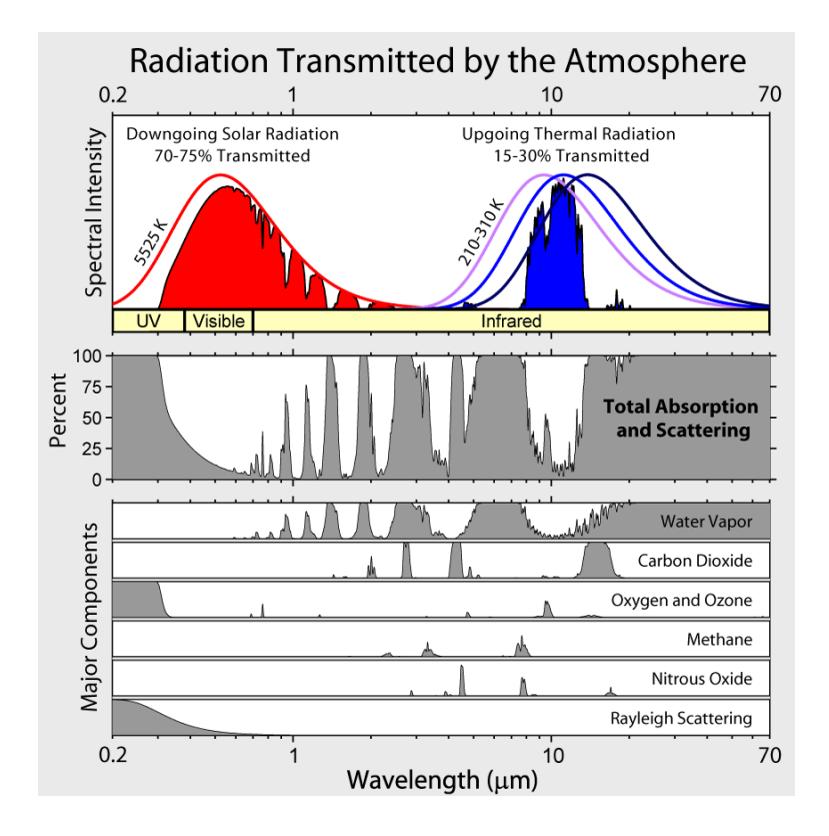 Radiation Transmitted by the Atmosphere
0.2 1 10 70
Spectral Intensity
Downgoing Solar Radiation
70-75% Transmitted
Upgoing Thermal Radiation
15-30% Transmitted
5525 K
210-310 K
UV Visible Infrared
Percent
100
75
50
25
0
Total Absorption
and Scattering
Major Components
Water Vapor
Carbon Dioxide
Oxygen and Ozone
Methane
Nitrous Oxide
Rayleigh Scattering
0.2 1 10 70
Wavelength (μm)